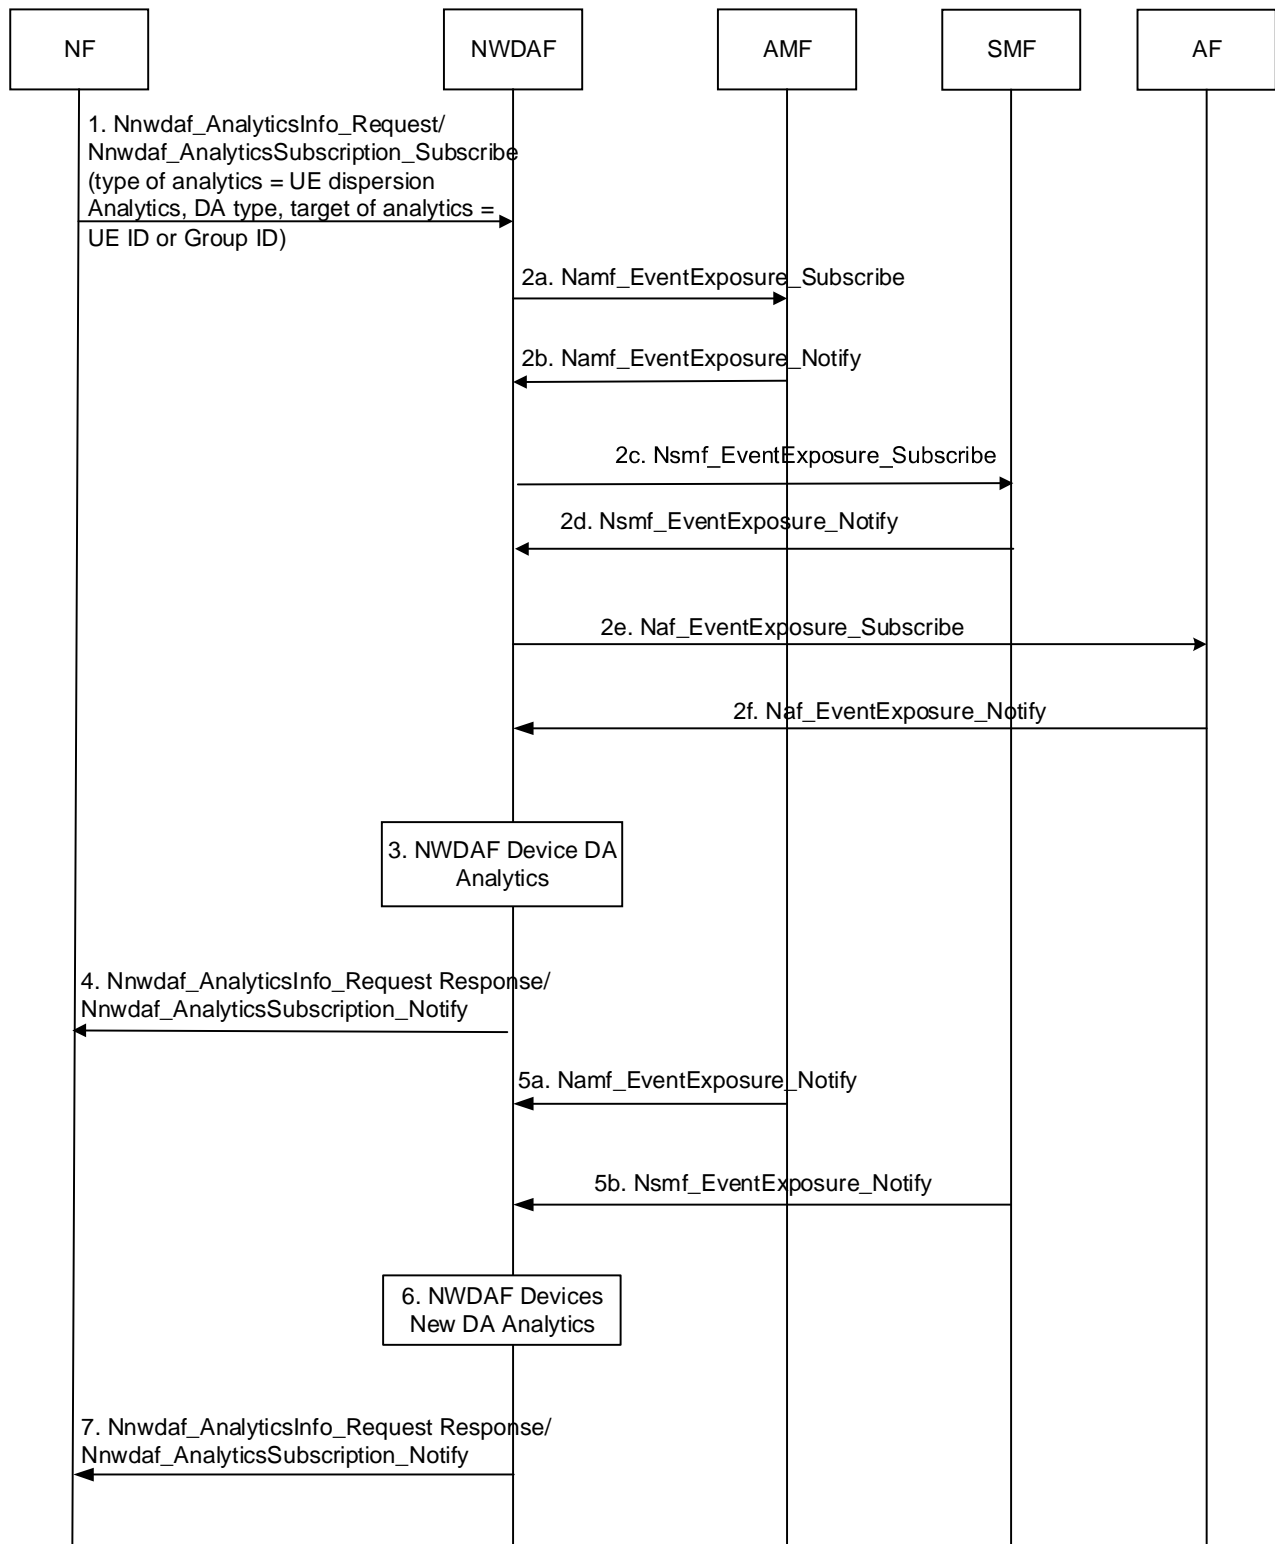 NF
NWDAF
AMF
SMF
AF
1. Nnwdaf_AnalyticsInfo_Request/
Nnwdaf_AnalyticsSubscription_Subscribe
(type of analytics = UE dispersion
Analytics, DA type, target of analytics =
UE ID or Group ID)
2a. Namf_EventExposure_Subscribe
2b. Namf_EventExposure_Notify
2c. Nsmf_EventExposure_Subscribe
2d. Nsmf_EventExposure_Notify
2e. Naf_EventExposure_Subscribe
2f. Naf_EventExposure_Notify
3. NWDAF Device DA
Analytics
4. Nnwdaf_AnalyticsInfo_Request Response/
Nnwdaf_AnalyticsSubscription_Notify
5a. Namf_EventExposure_Notify
5b. Nsmf_EventExposure_Notify
6. NWDAF Devices
New DA Analytics
7. Nnwdaf_AnalyticsInfo_Request Response/
Nnwdaf_AnalyticsSubscription_Notify